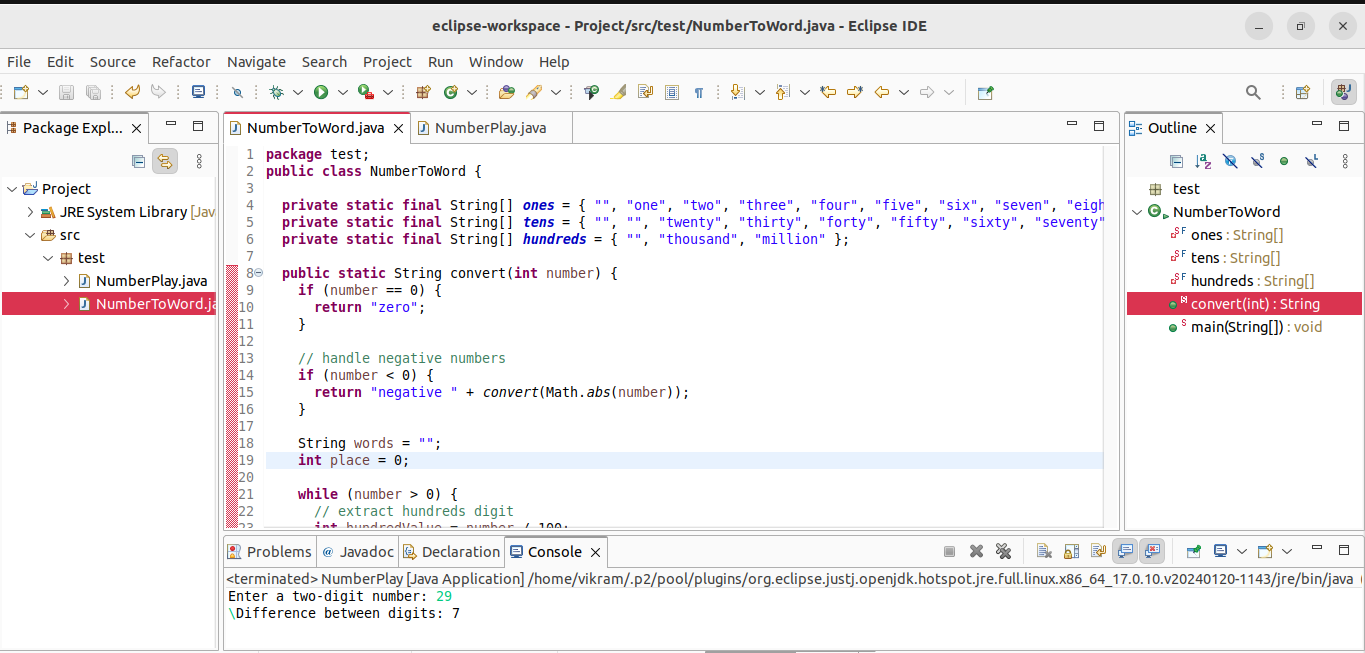 eclipse-workspace - Project/src/test/NumberToWord.java - Eclipse IDE
File Edit Source Refactor Navigate Search Project Run Window Help
Package Expl...
Project
JRE System Library [Jav
src
test
NumberPlay.java
NumberToWord.ja
NumberToWord.java NumberPlay.java
1 package test;
2 public class NumberToWord {
3
4 private static final String[] ones = { "", "one", "two", "three", "four", "five", "six", "seven", "eigh
5 private static final String[] tens = { "", "", "twenty", "thirty", "forty", "fifty", "sixty", "seventy"
6 private static final String[] hundreds = { "", "thousand", "million" };
7
8 public static String convert(int number) {
9 if (number == 0) {
10 return "zero";
11 }
12
13 // handle negative numbers
14 if (number < 0) {
15 return "negative " + convert(Math.abs(number));
16 }
17
18 String words = "";
19 int place = 0;
20
21 while (number > 0) {
22 // extract hundreds digit
23 int hundredValue = number / 100;
Outline
test
NumberToWord
ones : String[]
tens : String[]
hundreds : String[]
convert(int) : String
main(String[]) : void
Problems Javadoc Declaration Console
<terminated> NumberPlay [Java Application] /home/vikram/.p2/pool/plugins/org.eclipse.justj.openjdk.hotspot.jre.full.linux.x86_64_17.0.10.v20240120-1143/jre/bin/java (
Enter a two-digit number: 29
\Difference between digits: 7